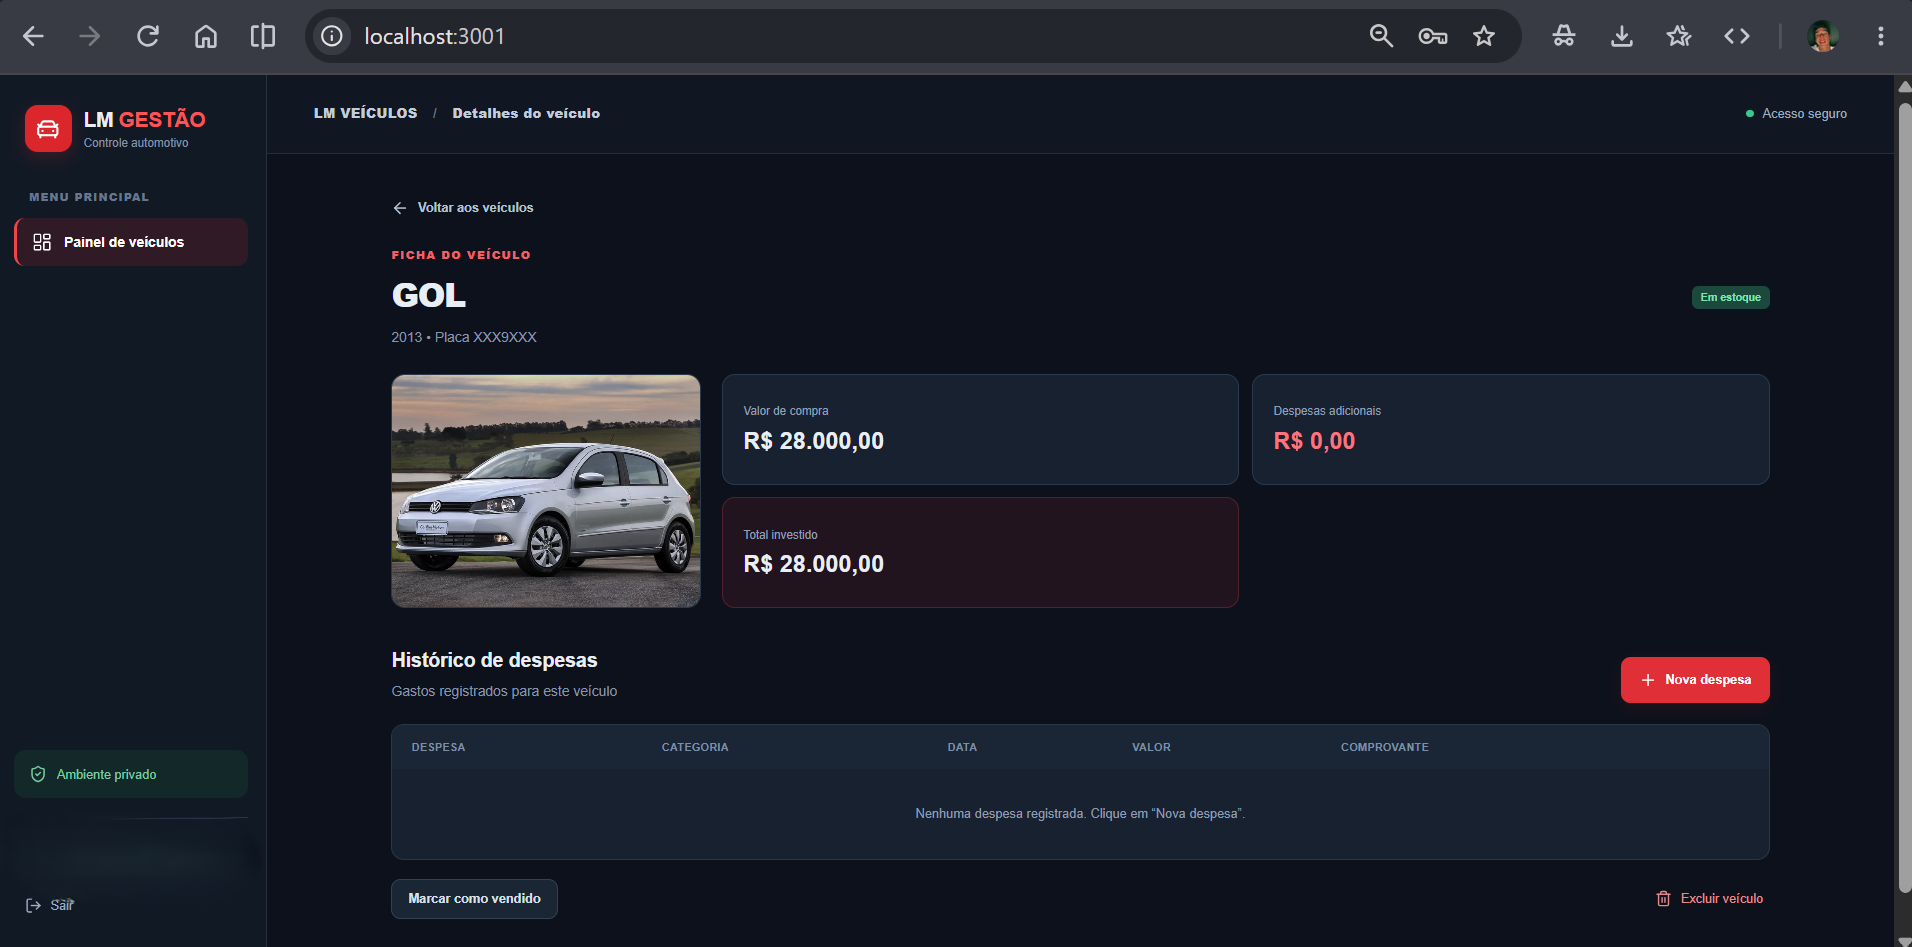 localhost:3001
LM GESTÃO
Controle automotivo
MENU PRINCIPAL
Painel de veículos
Ambiente privado
Sair
LM VEÍCULOS / Detalhes do veículo
Acesso seguro
Voltar aos veículos
FICHA DO VEÍCULO
GOL
Em estoque
2013 • Placa XXX9XXX
Valor de compra
R$ 28.000,00
Despesas adicionais
R$ 0,00
Total investido
R$ 28.000,00
Histórico de despesas
Gastos registrados para este veículo
Nova despesa
DESPESA CATEGORIA DATA VALOR COMPROVANTE
Nenhuma despesa registrada. Clique em “Nova despesa”.
Marcar como vendido
Excluir veículo